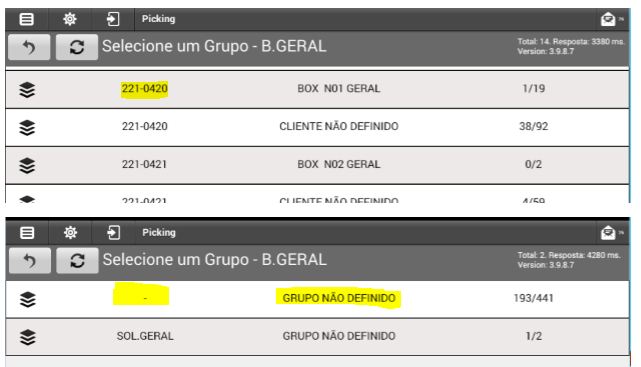 Picking
Selecione um Grupo - B.GERAL
Total: 14. Resposta: 3380 ms.
Version: 3.9.8.7
221-0420 BOX N01 GERAL 1/19
221-0420 CLIENTE NÃO DEFINIDO 38/92
221-0421 BOX N02 GERAL 0/2
221-0421 CLIENTE NÃO DEFINIDO 4/59
Picking
Selecione um Grupo - B.GERAL
Total: 2. Resposta: 4280 ms.
Version: 3.9.8.7
- GRUPO NÃO DEFINIDO 193/441
SOL.GERAL GRUPO NÃO DEFINIDO 1/2